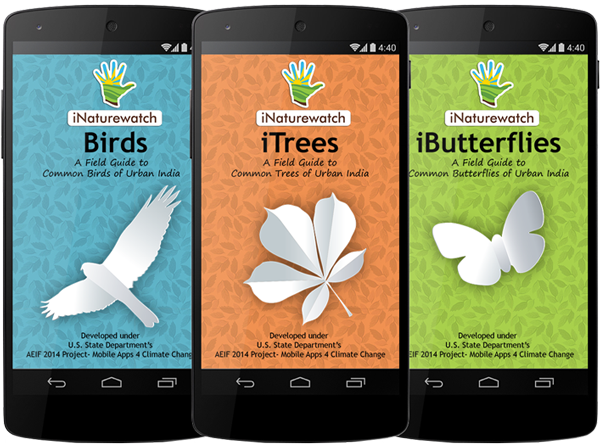 4:40
iNaturewatch
Birds
A Field Guide to
Common Birds of Urban India
Developed under
U.S. State Department's
AEIF 2014 Project- Mobile Apps 4 Climate Change
4:40
iNaturewatch
iTrees
A Field Guide to
Common Trees of Urban India
Developed under
U.S. State Department's
AEIF 2014 Project- Mobile Apps 4 Climate Change
4:40
iNaturewatch
iButterflies
A Field Guide to
Common Butterflies of Urban India
Developed under
U.S. State Department's
AEIF 2014 Project- Mobile Apps 4 Climate Change